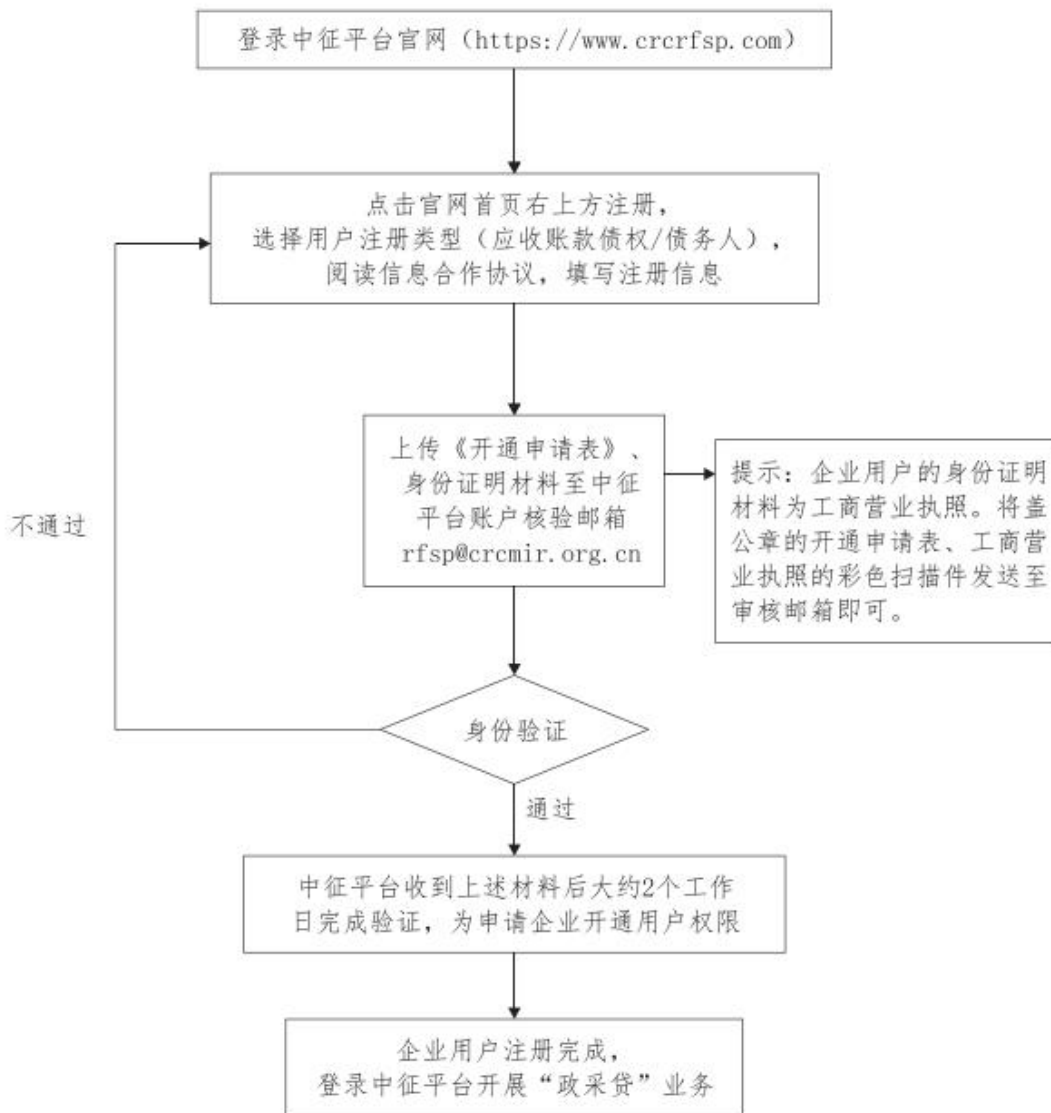 登录中征平台官网（https://www.crcrfsp.com）
点击官网首页右上方注册，
选择用户注册类型（应收账款债权/债务人），
阅读信息合作协议，填写注册信息
上传《开通申请表》、
身份证明材料至中征
平台账户核验邮箱
rfsp@crcmir.org.cn
提示：企业用户的身份证明
材料为工商营业执照。将盖
公章的开通申请表、工商营
业执照的彩色扫描件发送至
审核邮箱即可。
不通过
身份验证
通过
中征平台收到上述材料后大约2个工作
日完成验证，为申请企业开通用户权限
企业用户注册完成，
登录中征平台开展“政采贷”业务